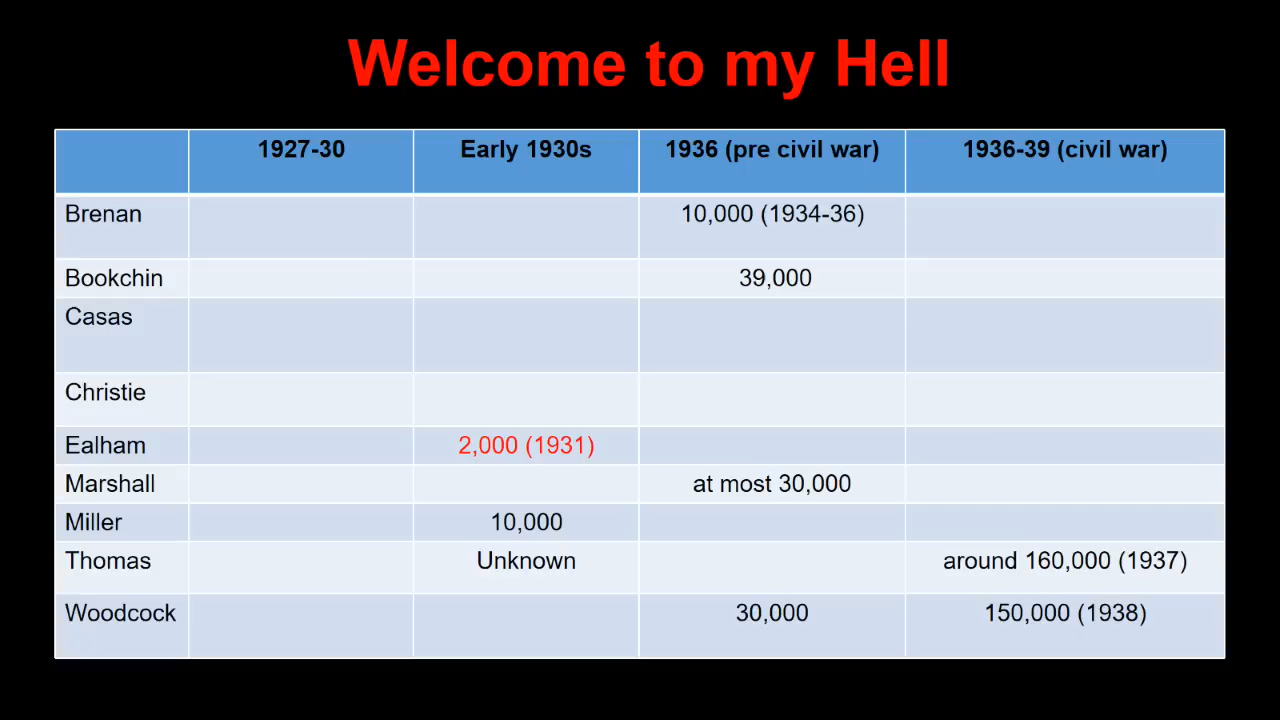 Welcome to my Hell
1927-30 Early 1930s 1936 (pre civil war) 1936-39 (civil war)
Brenan 10,000 (1934-36)
Bookchin 39,000
Casas
Christie
Ealham 2,000 (1931)
Marshall at most 30,000
Miller 10,000
Thomas Unknown around 160,000 (1937)
Woodcock 30,000 150,000 (1938)